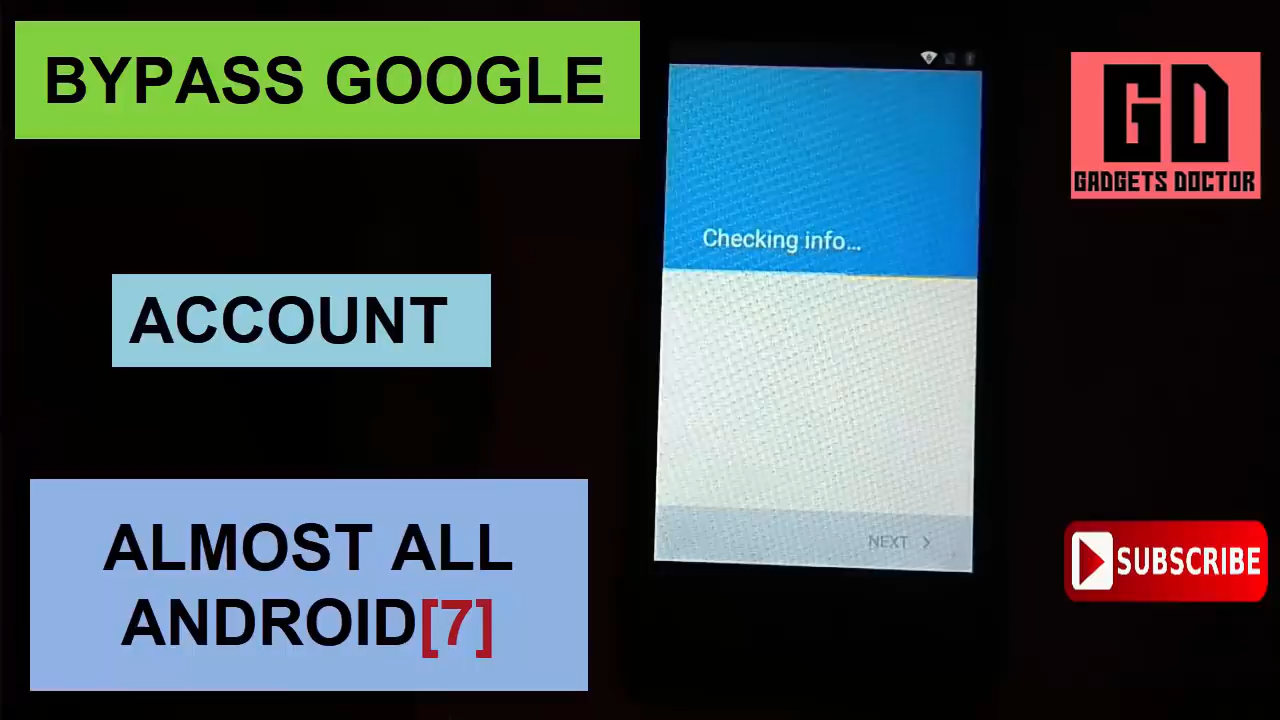 BYPASS GOOGLE
ACCOUNT
ALMOST ALL
ANDROID[7]
Checking info...
NEXT >
GD
GADGETS DOCTOR
SUBSCRIBE